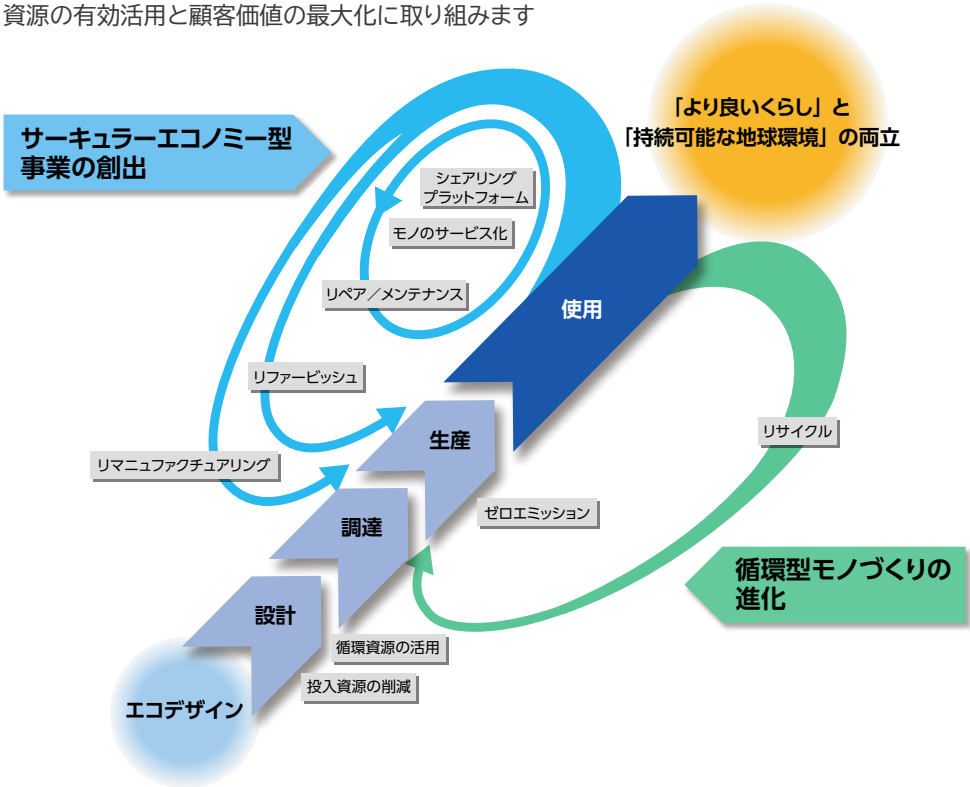 資源の有効活用と顧客価値の最大化に取り組みます
「より良いくらし」と
「持続可能な地球環境」の両立
サーキュラーエコノミー型
事業の創出
シェアリング
プラットフォーム
モノのサービス化
リペア／メンテナンス
使用
リファービッシュ
リサイクル
生産
リマニュファクチュアリング
ゼロエミッション
調達
循環型モノづくりの
進化
設計
循環資源の活用
投入資源の削減
エコデザイン